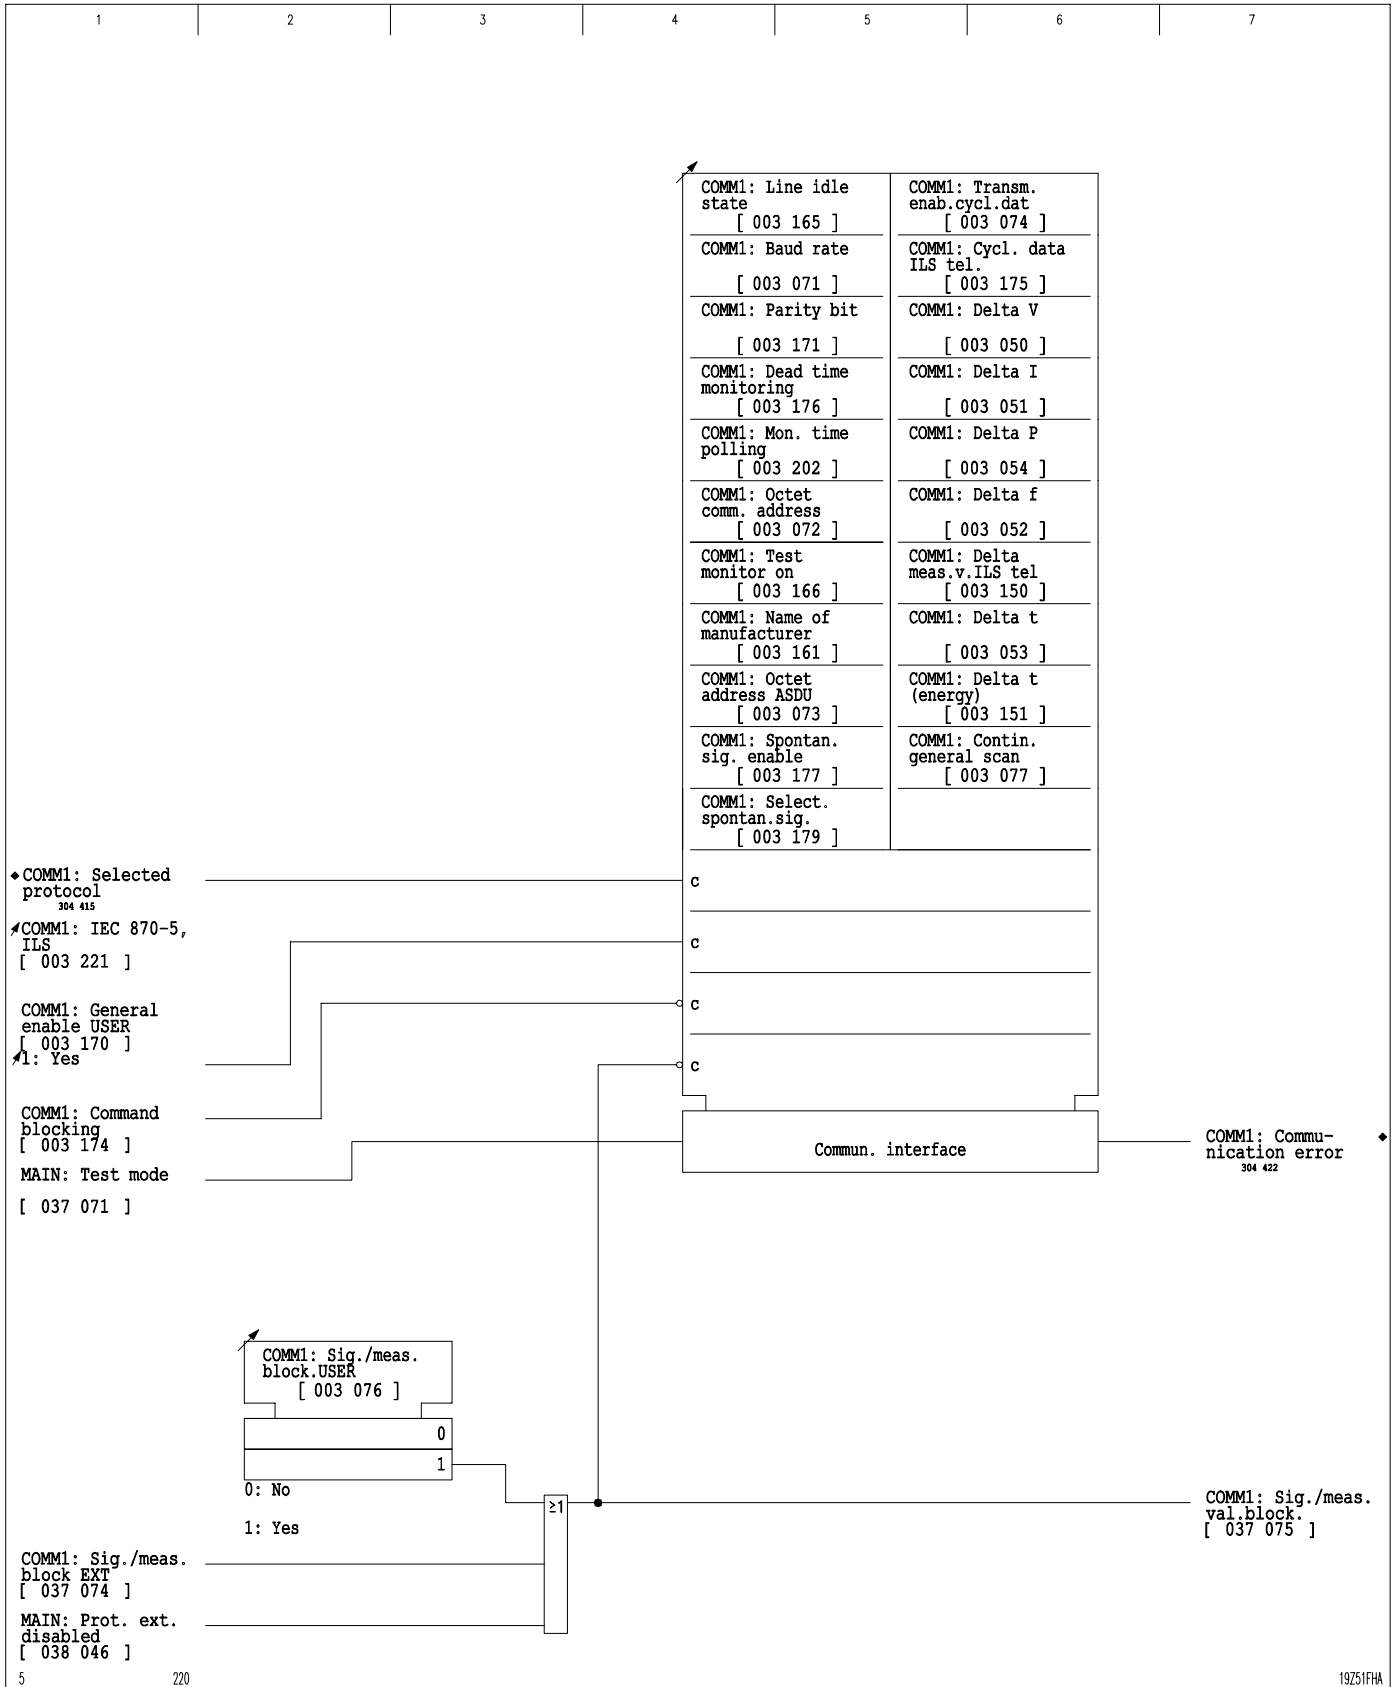 1 2 3 4 5 6 7
COMM1: Line idle
state
[ 003 165 ]
COMM1: Baud rate
[ 003 071 ]
COMM1: Parity bit
[ 003 171 ]
COMM1: Dead time
monitoring
[ 003 176 ]
COMM1: Mon. time
polling
[ 003 202 ]
COMM1: Octet
comm. address
[ 003 072 ]
COMM1: Test
monitor on
[ 003 166 ]
COMM1: Name of
manufacturer
[ 003 161 ]
COMM1: Octet
address ASDU
[ 003 073 ]
COMM1: Spontan.
sig. enable
[ 003 177 ]
COMM1: Select.
spontan.sig.
[ 003 179 ]
COMM1: Transm.
enab.cycl.dat
[ 003 074 ]
COMM1: Cycl. data
ILS tel.
[ 003 175 ]
COMM1: Delta V
[ 003 050 ]
COMM1: Delta I
[ 003 051 ]
COMM1: Delta P
[ 003 054 ]
COMM1: Delta f
[ 003 052 ]
COMM1: Delta
meas.v.ILS tel
[ 003 150 ]
COMM1: Delta t
[ 003 053 ]
COMM1: Delta t
(energy)
[ 003 151 ]
COMM1: Contin.
general scan
[ 003 077 ]
COMM1: Selected
protocol
304 415
C
COMM1: IEC 870-5,
ILS
[ 003 221 ]
C
COMM1: General
enable USER
[ 003 170 ]
1: Yes
C
C
COMM1: Command
blocking
[ 003 174 ]
MAIN: Test mode
[ 037 071 ]
Commun. interface
COMM1: Commu-
nication error
304 422
COMM1: Sig./meas.
block.USER
[ 003 076 ]
0
1
0: No
1: Yes
≥1
COMM1: Sig./meas.
val.block.
[ 037 075 ]
COMM1: Sig./meas.
block EXT
[ 037 074 ]
MAIN: Prot. ext.
disabled
[ 038 046 ]
5 220 19Z51FHA